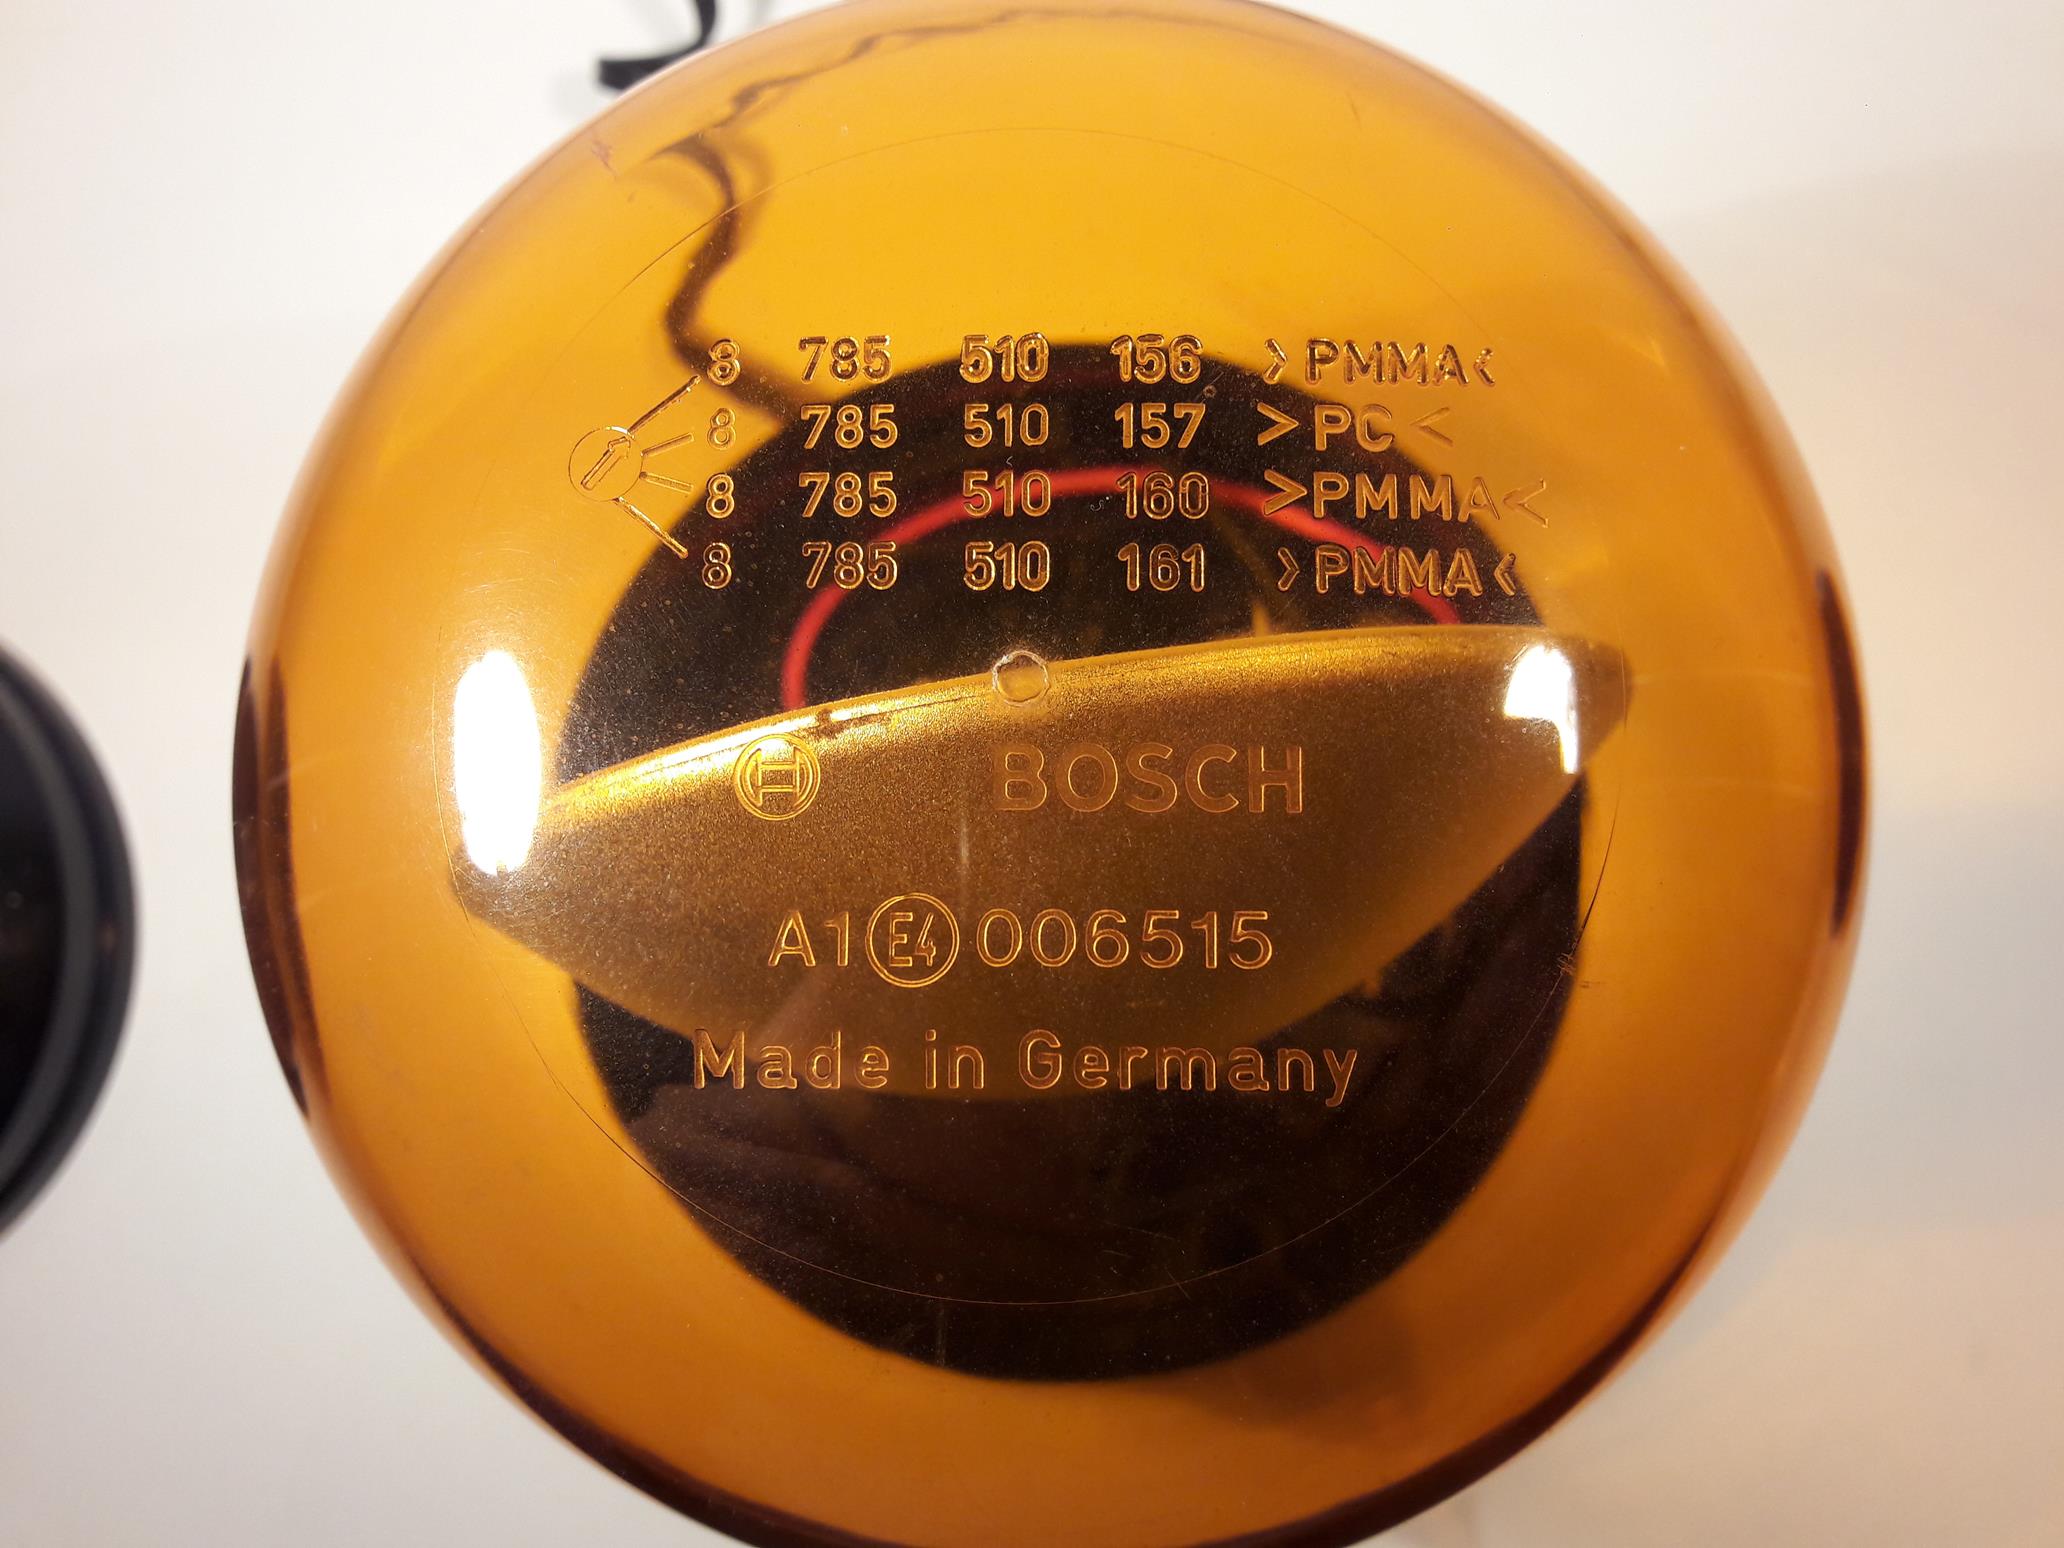 8 785 510 156 >PMMA<
8 785 510 157 >PC<
8 785 510 160 >PMMA<
8 785 510 161 >PMMA<
BOSCH
A1 E4 006515
Made in Germany